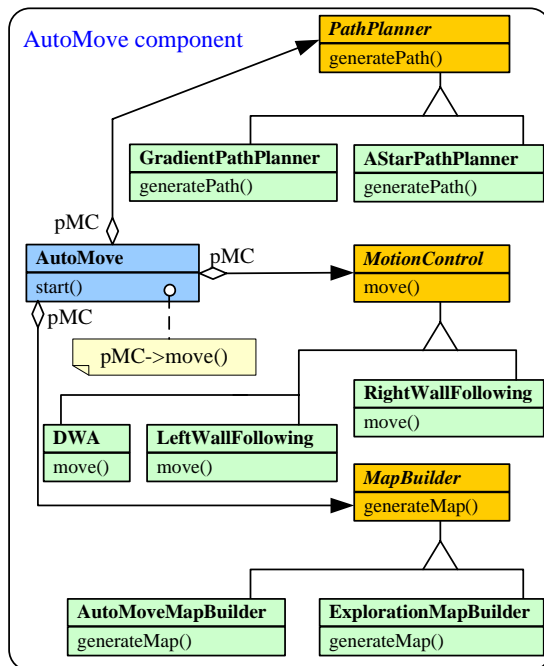 AutoMove component
PathPlanner
generatePath()
GradientPathPlanner
generatePath()
AStarPathPlanner
generatePath()
pMC
AutoMove
start()
pMC
pMC
MotionControl
move()
pMC->move()
DWA
move()
LeftWallFollowing
move()
RightWallFollowing
move()
MapBuilder
generateMap()
AutoMoveMapBuilder
generateMap()
ExplorationMapBuilder
generateMap()